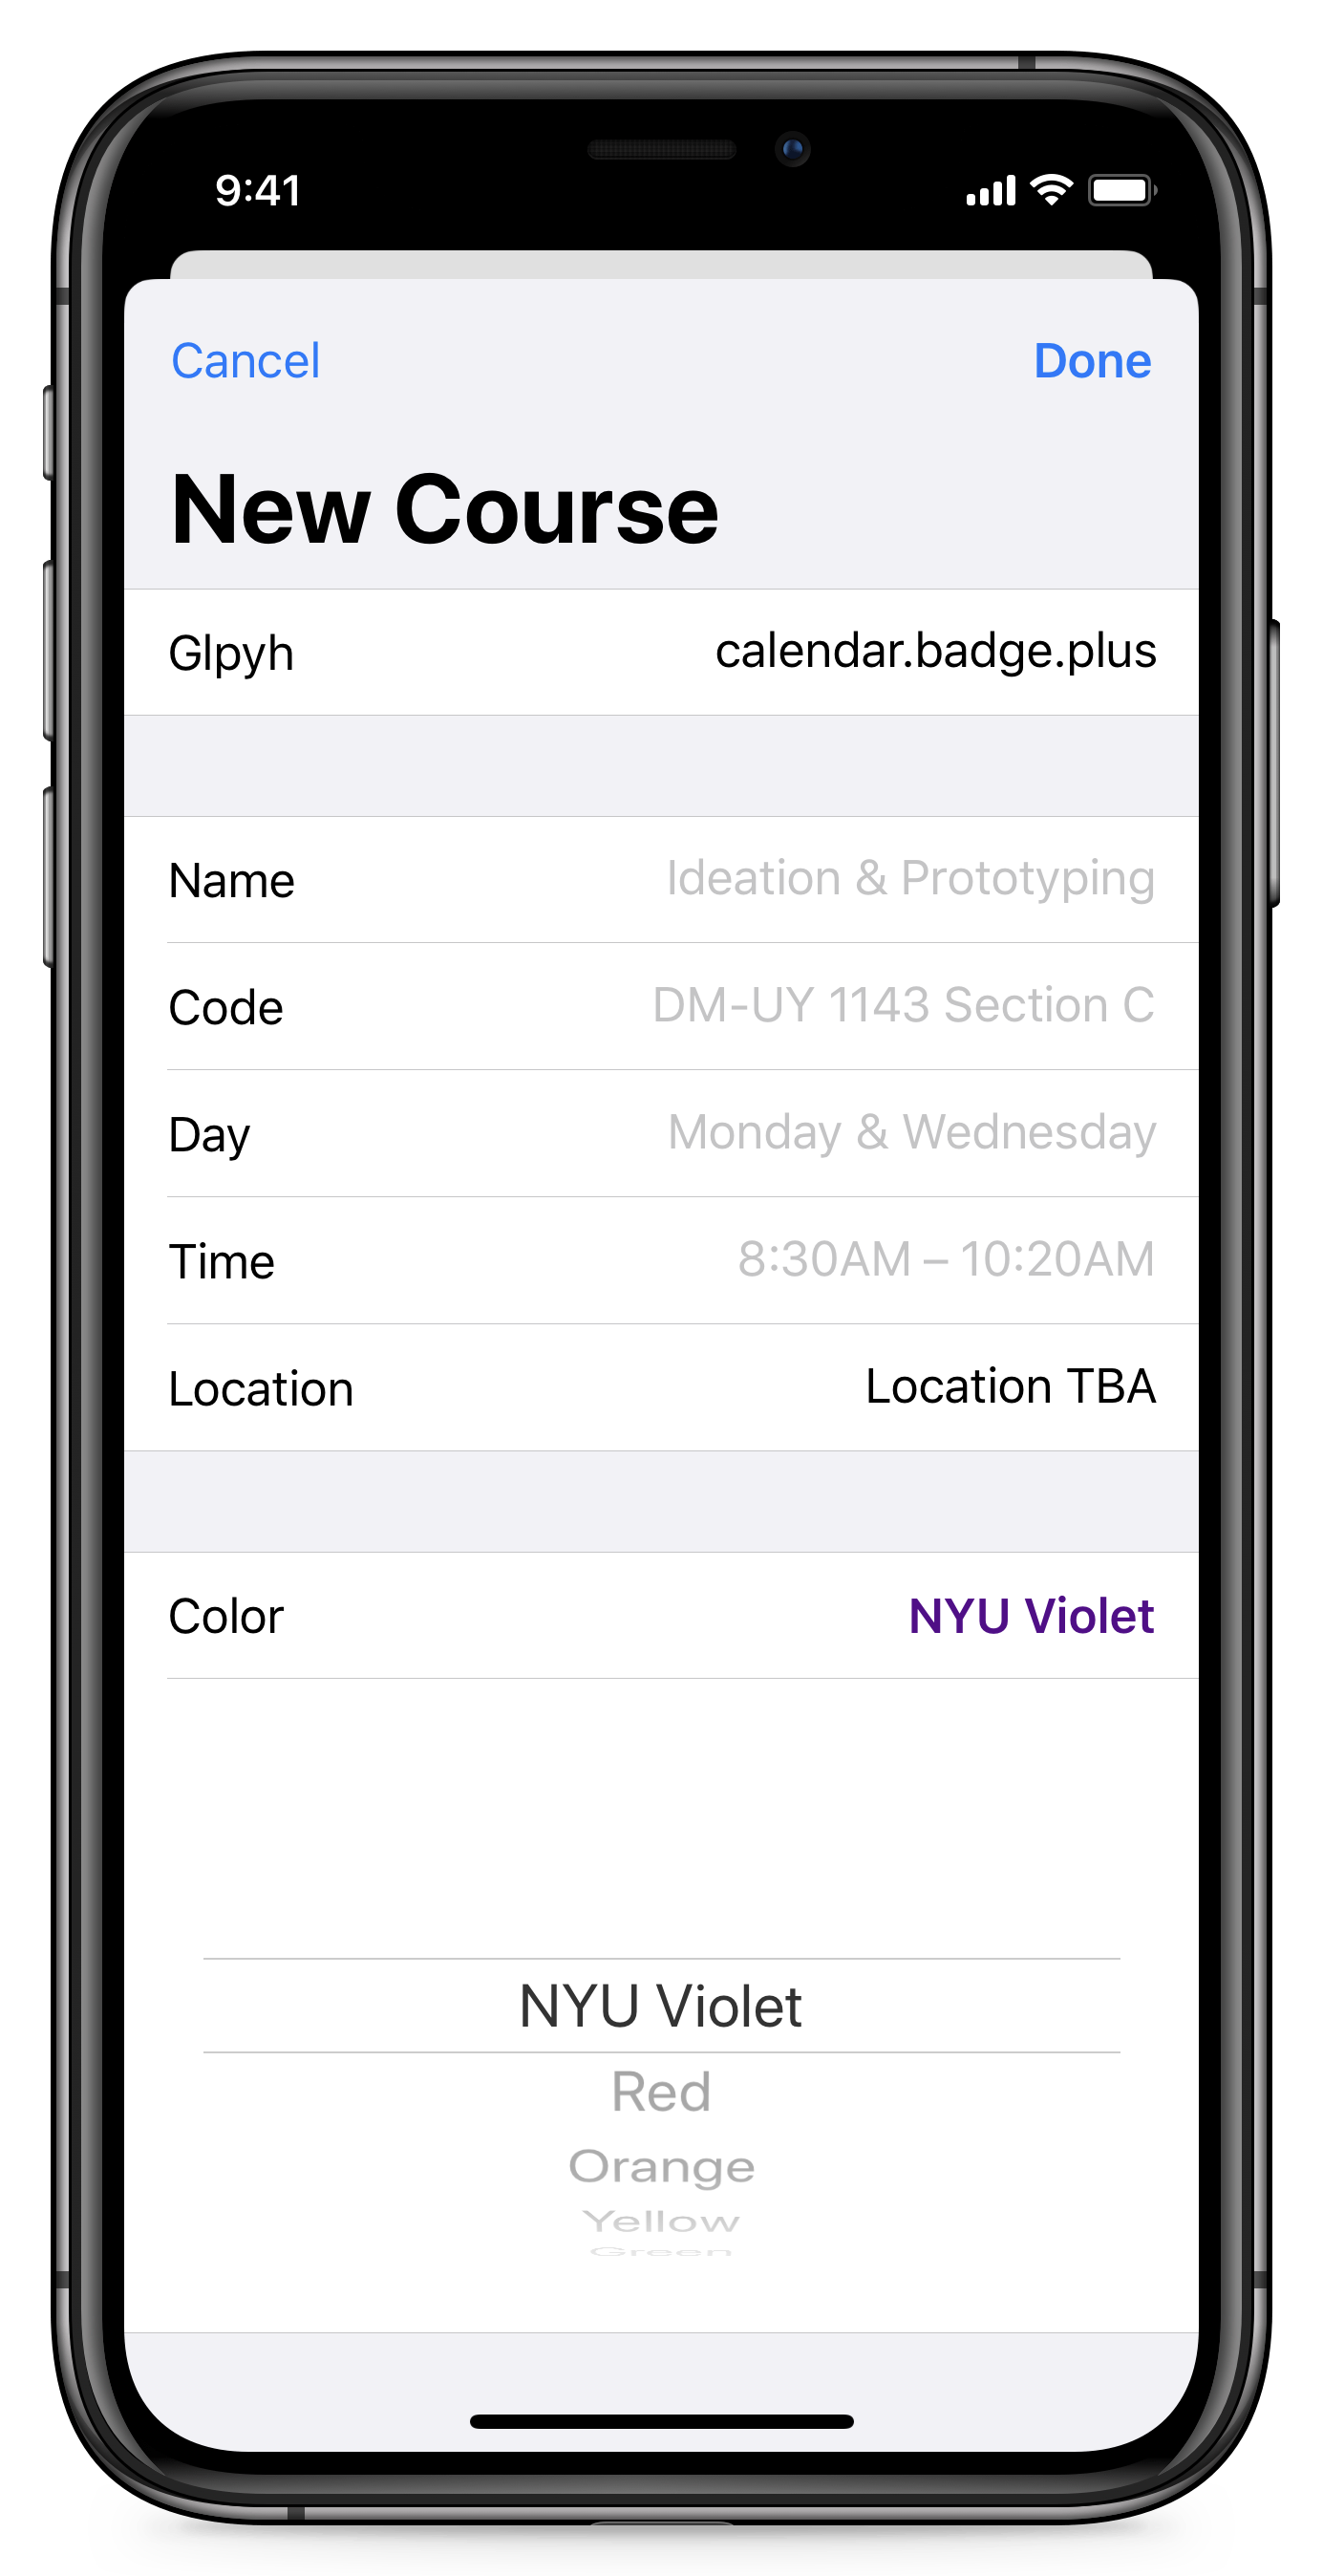 9:41
Cancel Done
New Course
Glpyh calendar.badge.plus
Name Ideation & Prototyping
Code DM-UY 1143 Section C
Day Monday & Wednesday
Time 8:30AM – 10:20AM
Location Location TBA
Color NYU Violet
NYU Violet
Red
Orange
Yellow
Green